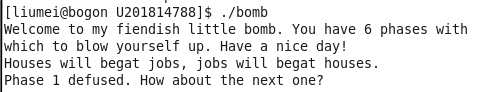 [liumei@bogon U201814788]$ ./bomb
Welcome to my fiendish little bomb. You have 6 phases with
which to blow yourself up. Have a nice day!
Houses will begat jobs, jobs will begat houses.
Phase 1 defused. How about the next one?